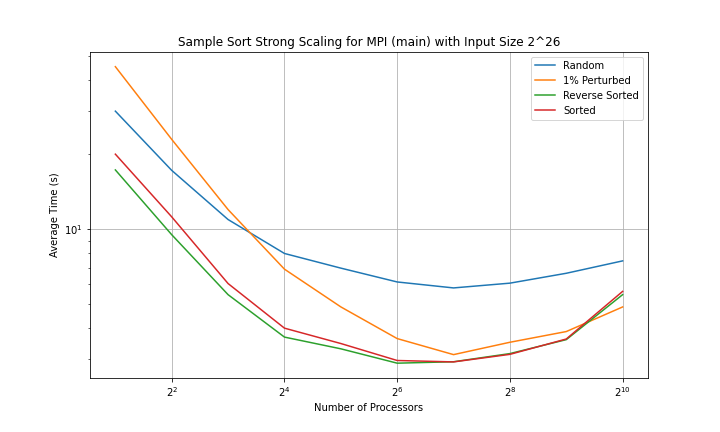 Sample Sort Strong Scaling for MPI (main) with Input Size 2^26
Random
1% Perturbed
Reverse Sorted
Sorted
Average Time (s)
10¹
2² 2⁴ 2⁶ 2⁸ 2¹⁰
Number of Processors